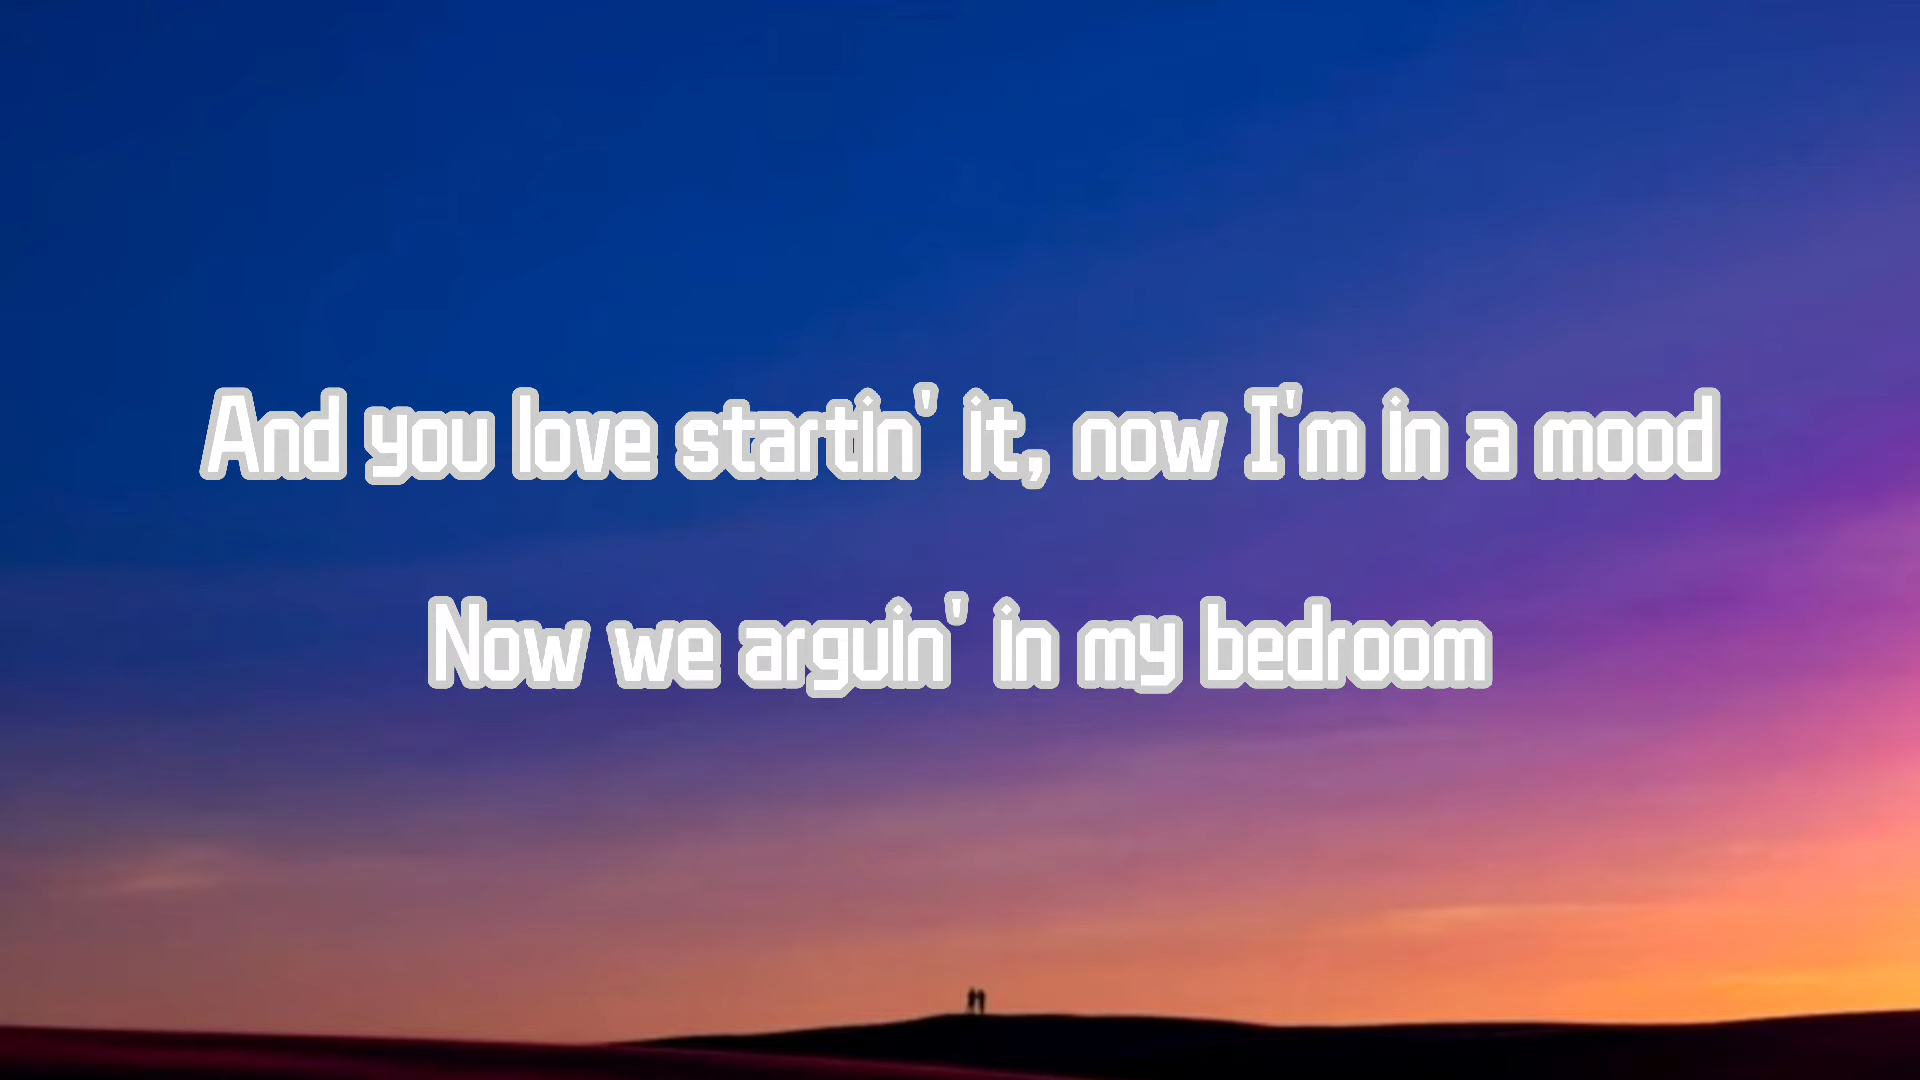 And you love startin' it, now I'm in a mood
Now we arguin' in my bedroom